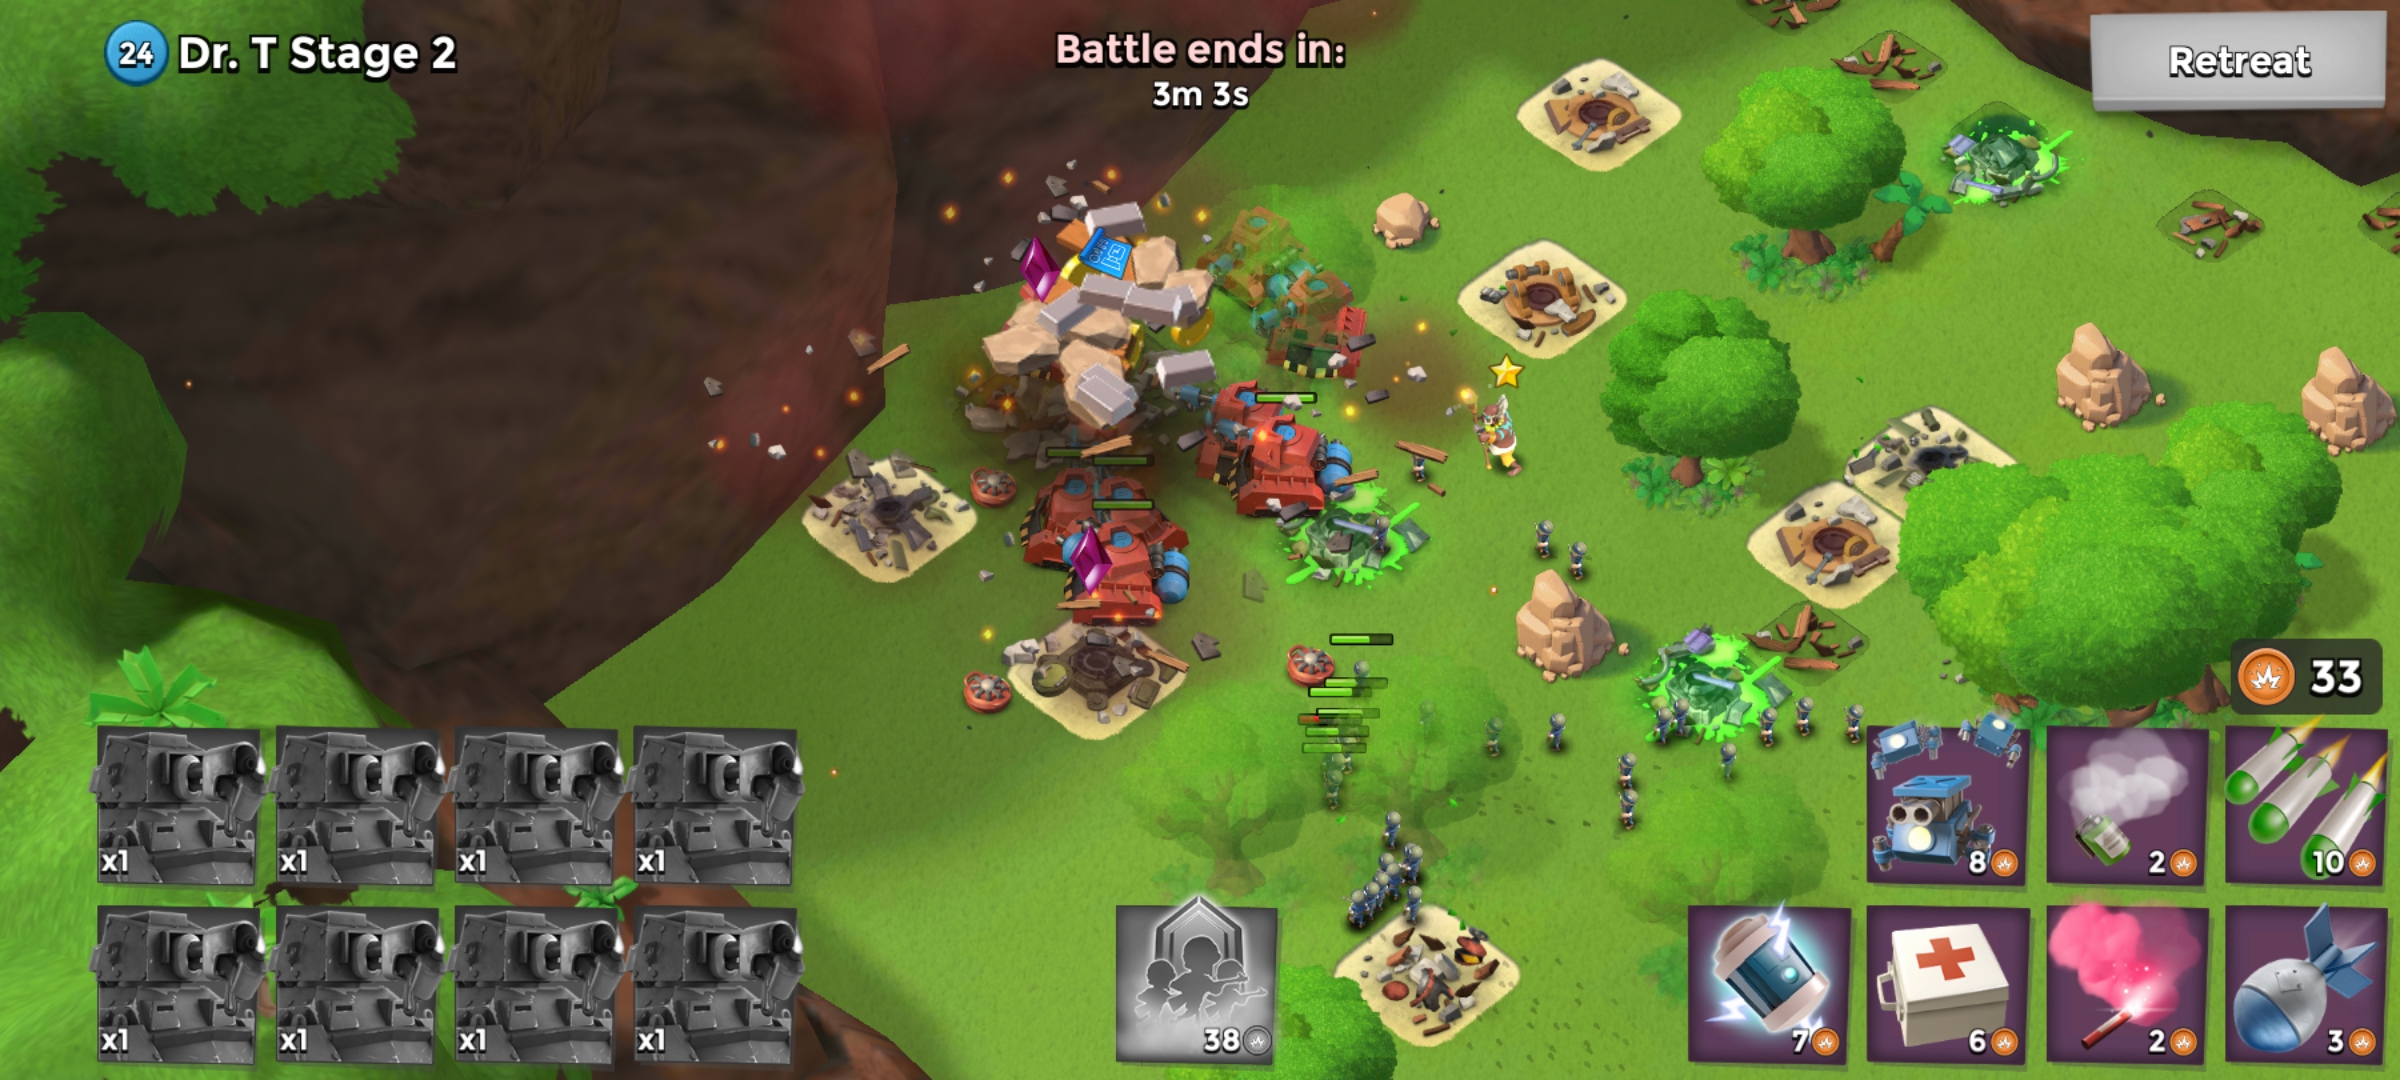 24 Dr. T Stage 2
Battle ends in:
3m 3s
Retreat
33
x1 x1 x1 x1
8 2 10
x1 x1 x1 x1
38
7 6 2 3